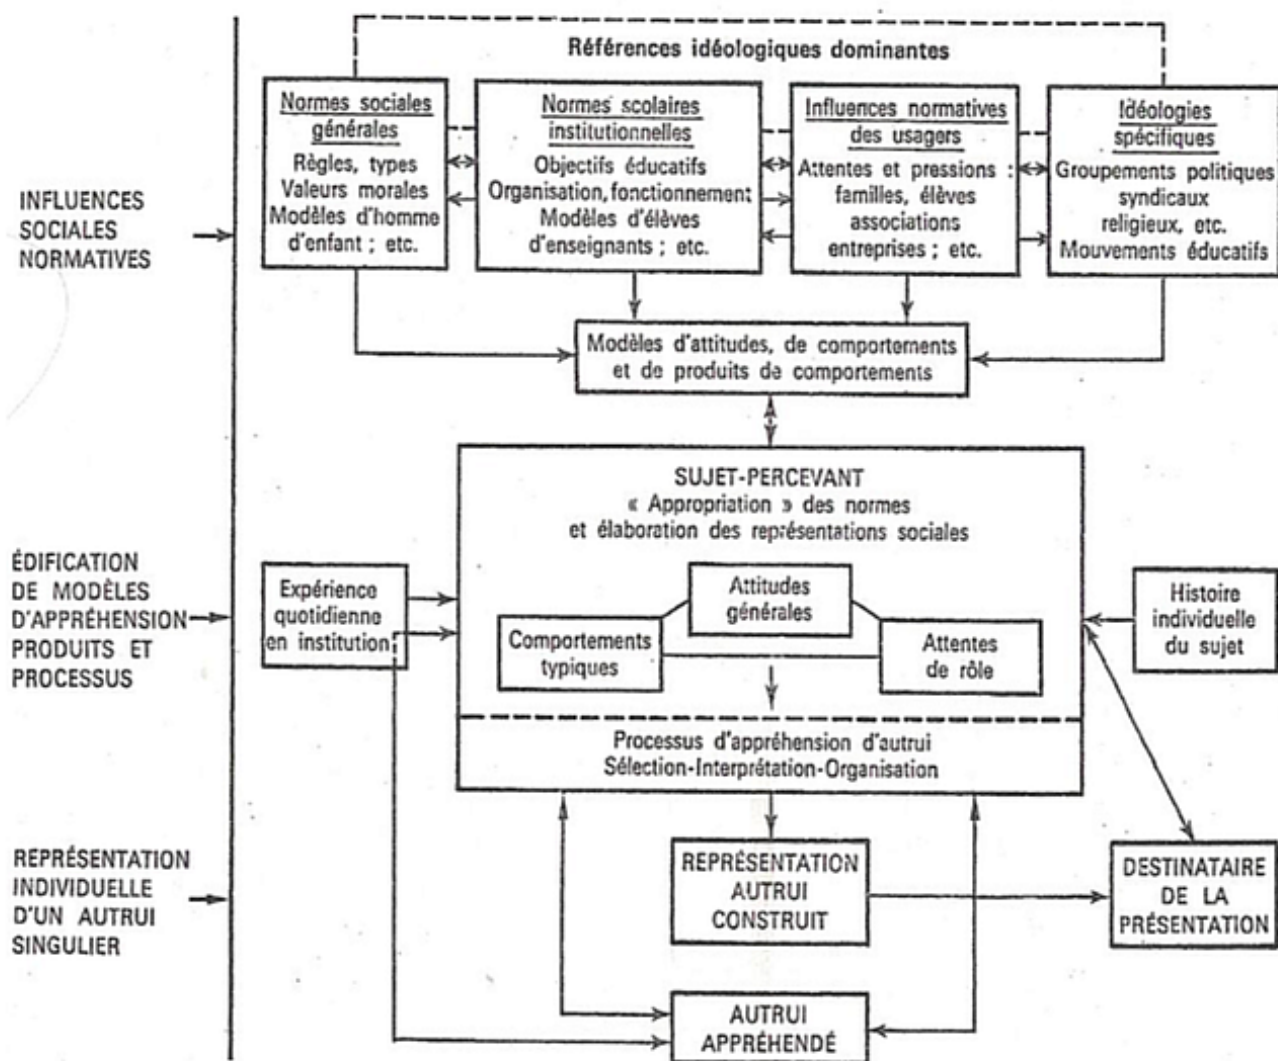 Références idéologiques dominantes
Normes sociales
générales
Règles, types
Valeurs morales
Modèles d'homme
d'enfant ; etc.
Normes scolaires
institutionnelles
Objectifs éducatifs
Organisation, fonctionnement
Modèles d'élèves
d'enseignants ; etc.
Influences normatives
des usagers
Attentes et pressions :
familles, élèves
associations
entreprises ; etc.
Idéologies
spécifiques
Groupements politiques
syndicaux
religieux, etc.
Mouvements éducatifs
INFLUENCES
SOCIALES
NORMATIVES
Modèles d'attitudes, de comportements
et de produits de comportements
SUJET-PERCEVANT
« Appropriation » des normes
et élaboration des représentations sociales
ÉDIFICATION
DE MODÈLES
D'APPRÉHENSION
PRODUITS ET
PROCESSUS
Expérience
quotidienne
en institution
Attitudes
générales
Comportements
typiques
Attentes
de rôle
Histoire
individuelle
du sujet
Processus d'appréhension d'autrui
Sélection-Interprétation-Organisation
REPRÉSENTATION
INDIVIDUELLE
D'UN AUTRUI
SINGULIER
REPRÉSENTATION
AUTRUI
CONSTRUIT
DESTINATAIRE
DE LA
PRÉSENTATION
AUTRUI
APPRÉHENDÉ